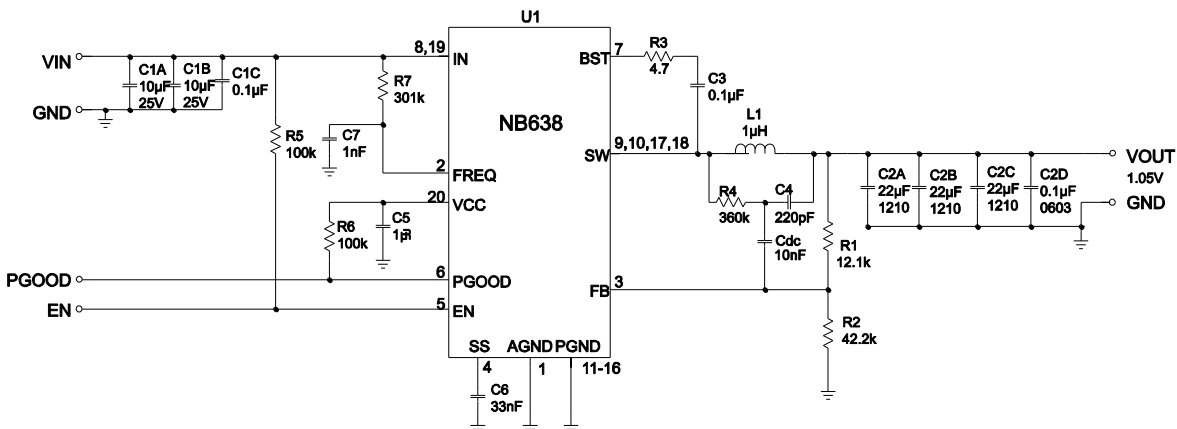 U1
NB638
VIN
GND
C1A
10µF
25V
C1B
10µF
25V
C1C
0.1µF
8,19
IN
R7
301k
R5
100k
C7
1nF
2
FREQ
20
VCC
R6
100k
C5
PGOOD
6
PGOOD
EN
5
EN
SS
4
AGND
1
PGND
11-16
C6
33nF
BST
7
R3
4.7
C3
0.1µF
L1
1µH
SW
9,10,17,18
R4
360k
C4
220pF
Cdc
10nF
R1
12.1k
FB
3
R2
42.2k
C2A
22µF
1210
C2B
22µF
1210
C2C
22µF
1210
C2D
0.1µF
0603
VOUT
1.05V
GND